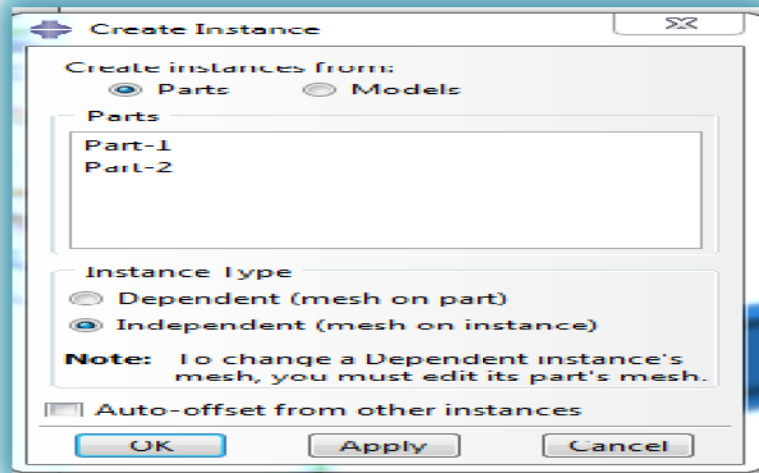 Create Instance
Create instances from:
Parts Models
Parts
Part-1
Part-2
Instance Type
Dependent (mesh on part)
Independent (mesh on instance)
Note: To change a Dependent instance's
mesh, you must edit its part's mesh.
Auto-offset from other instances
OK Apply Cancel